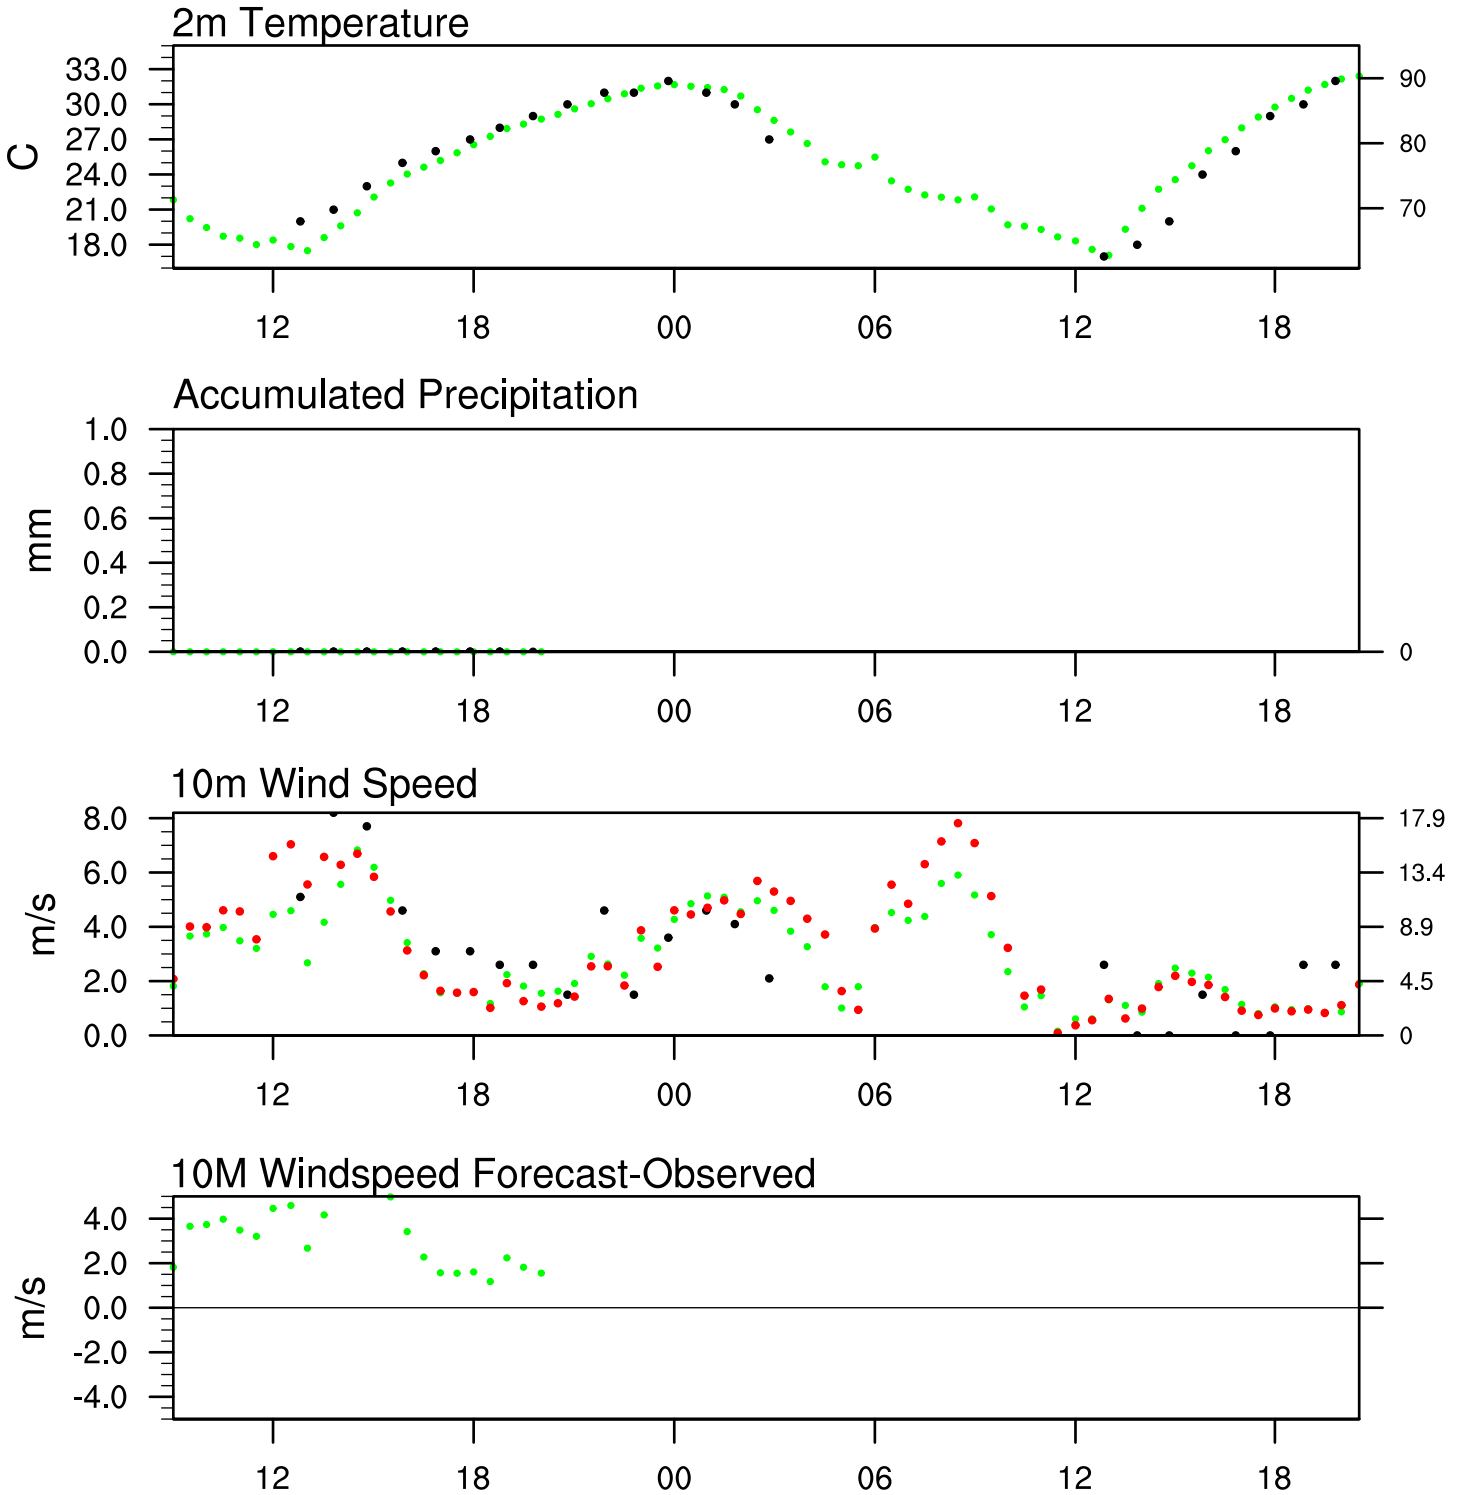 2m Temperature
33.0
30.0
27.0
24.0
21.0
18.0
C
90
80
70
12 18 00 06 12 18
Accumulated Precipitation
1.0
0.8
0.6
0.4
0.2
0.0
mm
0
12 18 00 06 12 18
10m Wind Speed
8.0
6.0
4.0
2.0
0.0
m/s
17.9
13.4
8.9
4.5
0
12 18 00 06 12 18
10M Windspeed Forecast-Observed
4.0
2.0
0.0
-2.0
-4.0
m/s
12 18 00 06 12 18